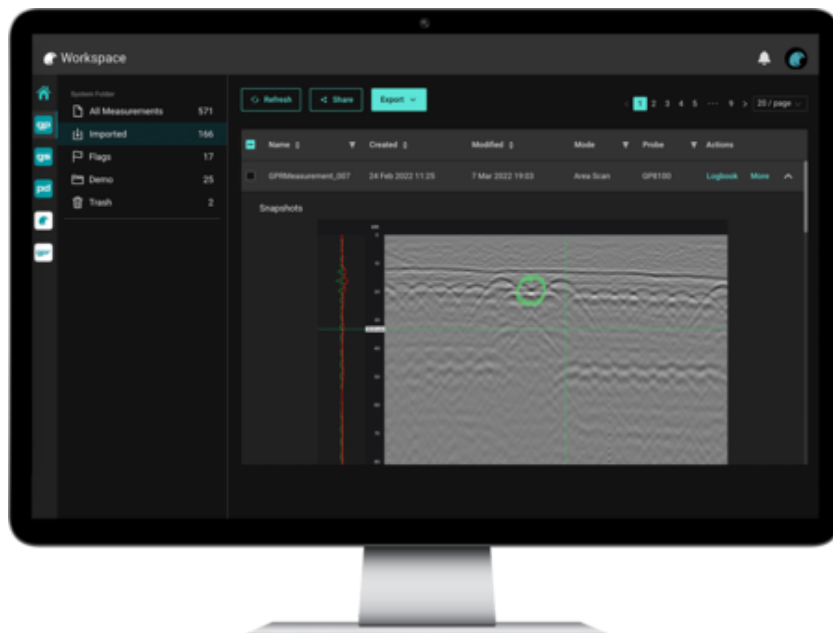 Workspace
System Folder
All Measurements 571
Imported 166
Flags 17
Demo 25
Trash 2
gp
gs
pd
Refresh
Share
Export
1 2 3 4 5 ... 9
20 / page
Name Created Modified Mode Probe Actions
GPRMeasurement_007 24 Feb 2022 11:25 7 Mar 2022 19:03 Area Scan GP8100 Logbook More
Snapshots